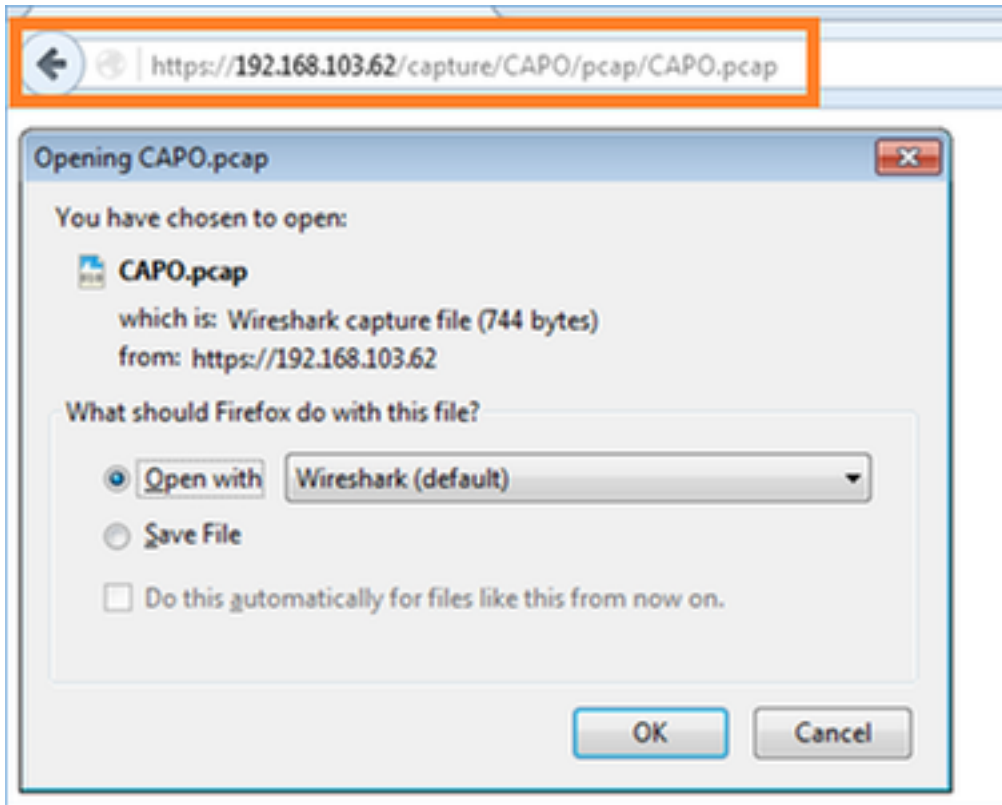 https://192.168.103.62/capture/CAPO/pcap/CAPO.pcap
Opening CAPO.pcap
You have chosen to open:
CAPO.pcap
which is: Wireshark capture file (744 bytes)
from: https://192.168.103.62
What should Firefox do with this file?
Open with Wireshark (default)
Save File
Do this automatically for files like this from now on.
OK Cancel